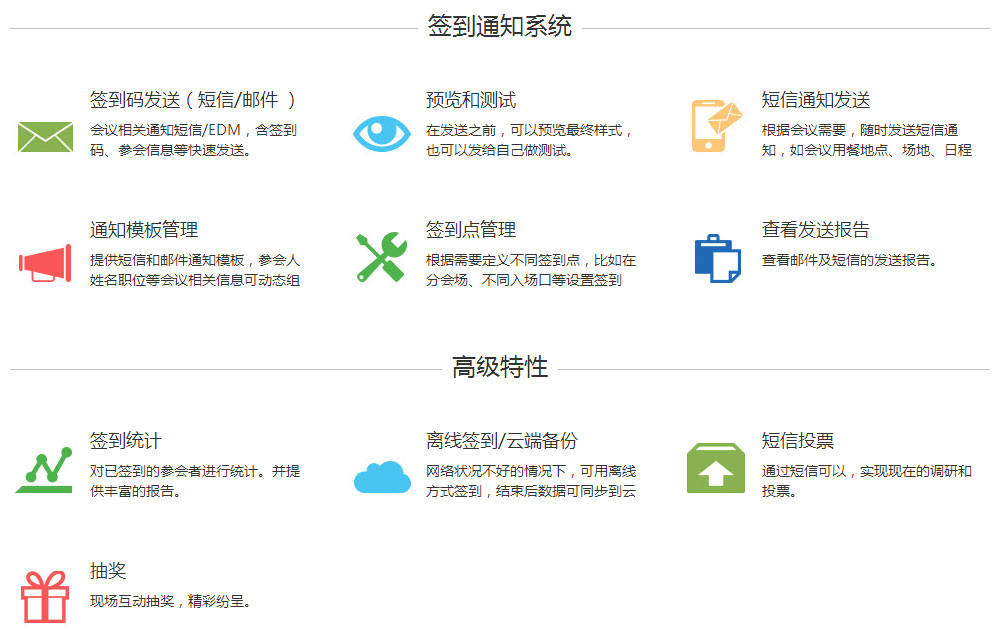 签到通知系统
签到码发送（短信/邮件 ）
会议相关通知短信/EDM，含签到
码、参会信息等快速发送。
预览和测试
在发送之前，可以预览最终样式，
也可以发给自己做测试。
短信通知发送
根据会议需要，随时发送短信通
知，如会议用餐地点、场地、日程
通知模板管理
提供短信和邮件通知模板，参会人
姓名职位等会议相关信息可动态组
签到点管理
根据需要定义不同签到点，比如在
分会场、不同入场口等设置签到
查看发送报告
查看邮件及短信的发送报告。
高级特性
签到统计
对已签到的参会者进行统计。并提
供丰富的报告。
离线签到/云端备份
网络状况不好的情况下，可用离线
方式签到，结束后数据可同步到云
短信投票
通过短信可以，实现现在的调研和
投票。
抽奖
现场互动抽奖，精彩纷呈。